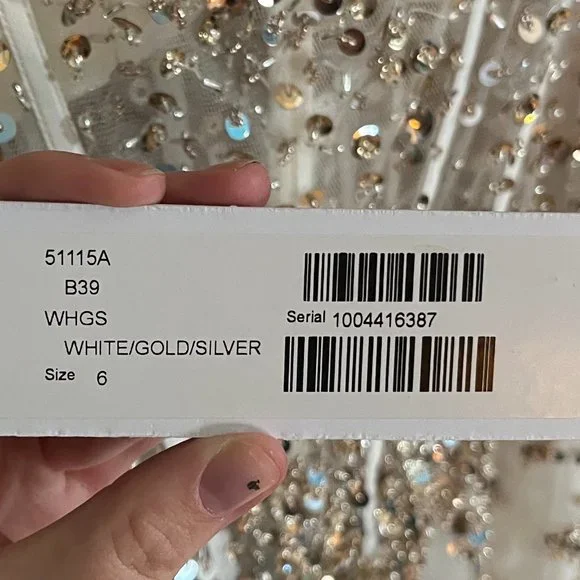 51115A
B39
WHGS
WHITE/GOLD/SILVER
Size 6
Serial 1004416387